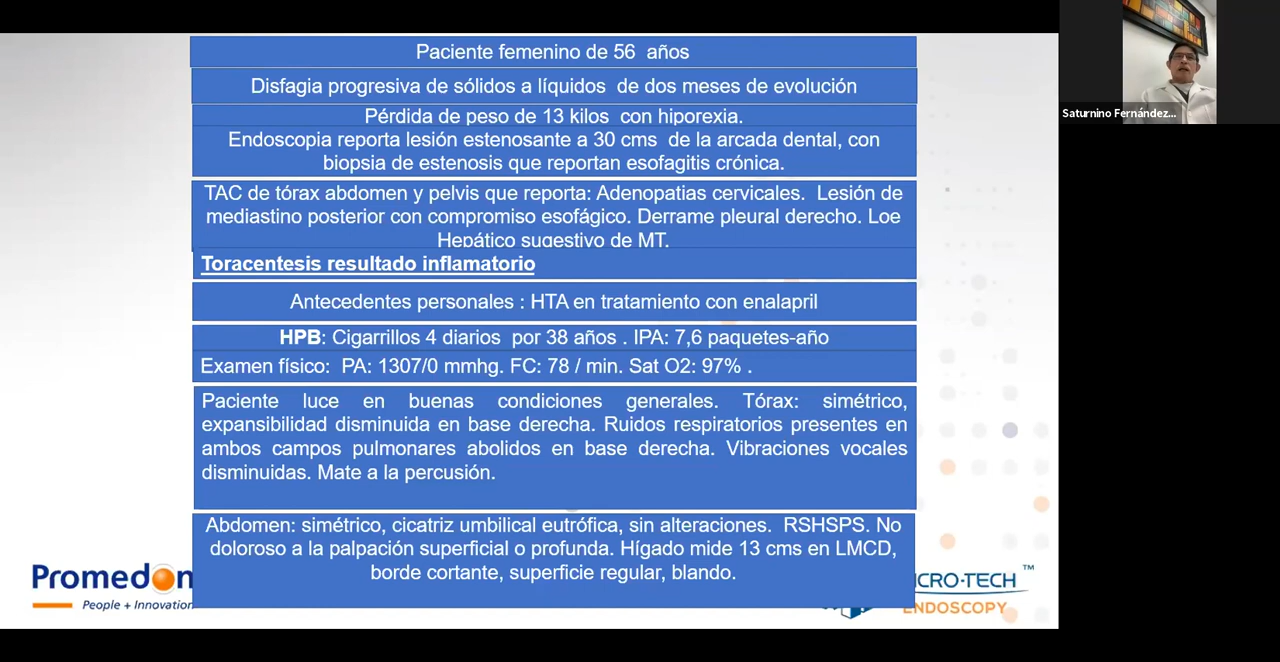 Paciente femenino de 56 años
Disfagia progresiva de sólidos a líquidos de dos meses de evolución
Pérdida de peso de 13 kilos con hiporexia.
Endoscopia reporta lesión estenosante a 30 cms de la arcada dental, con
biopsia de estenosis que reportan esofagitis crónica.
TAC de tórax abdomen y pelvis que reporta: Adenopatias cervicales. Lesión de
mediastino posterior con compromiso esofágico. Derrame pleural derecho. Loe
Hepático sugestivo de MT.
Toracentesis resultado inflamatorio
Antecedentes personales : HTA en tratamiento con enalapril
HPB: Cigarrillos 4 diarios por 38 años . IPA: 7,6 paquetes-año
Examen físico: PA: 1307/0 mmhg. FC: 78 / min. Sat O2: 97% .
Paciente luce en buenas condiciones generales. Tórax: simétrico,
expansibilidad disminuida en base derecha. Ruidos respiratorios presentes en
ambos campos pulmonares abolidos en base derecha. Vibraciones vocales
disminuidas. Mate a la percusión.
Abdomen: simétrico, cicatriz umbilical eutrófica, sin alteraciones. RSHSPS. No
doloroso a la palpación superficial o profunda. Hígado mide 13 cms en LMCD,
borde cortante, superficie regular, blando.
Promedon
People + Innovation
ICRO-TECH™
ENDOSCOPY
Saturnino Fernández...